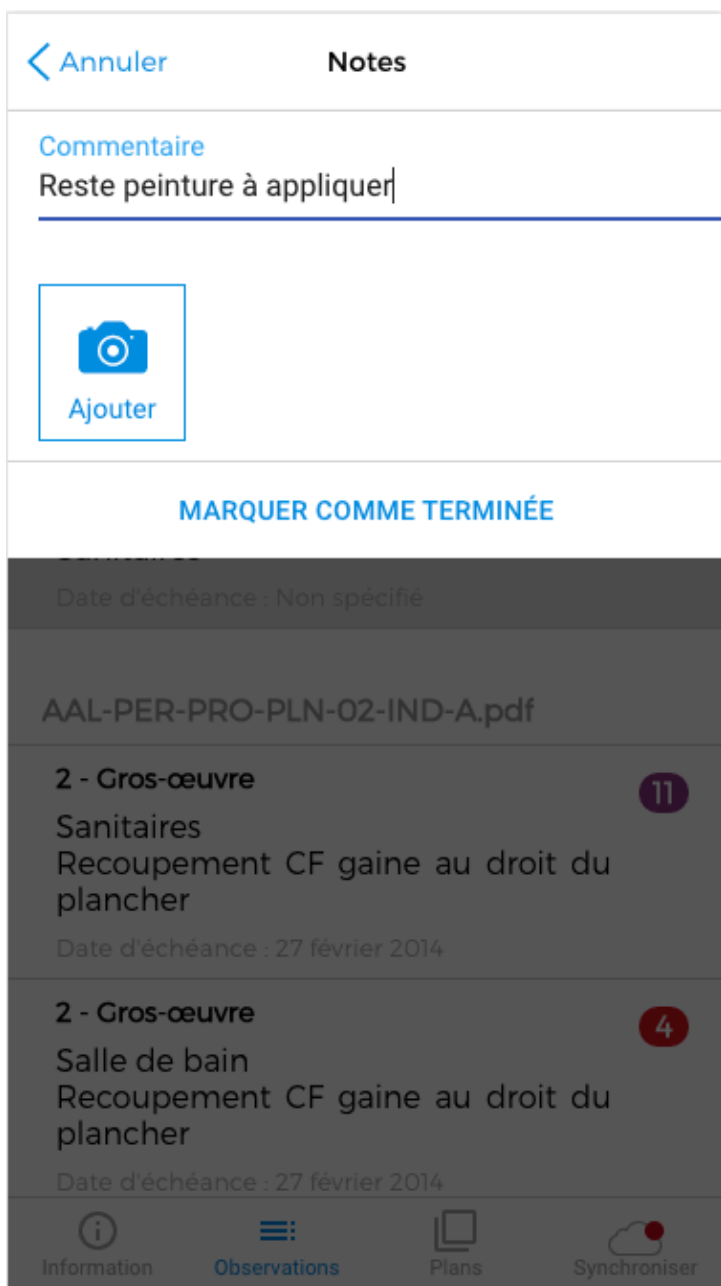 Annuler
Notes
Commentaire
Reste peinture à appliquer
Ajouter
MARQUER COMME TERMINÉE
Sanitaires
Date d'échéance : Non spécifié
AAL-PER-PRO-PLN-02-IND-A.pdf
2 - Gros-œuvre
11
Sanitaires
Recoupement CF gaine au droit du
plancher
Date d'échéance : 27 février 2014
2 - Gros-œuvre
4
Salle de bain
Recoupement CF gaine au droit du
plancher
Date d'échéance : 27 février 2014
Information
Observations
Plans
Synchroniser